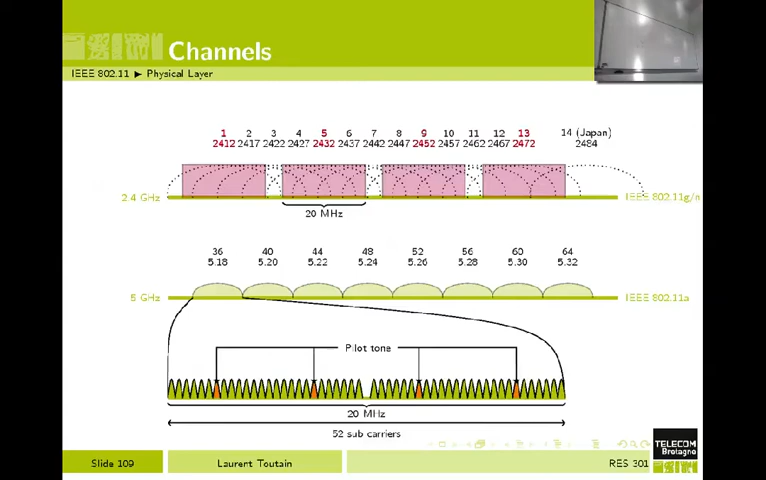 Channels
IEEE 802.11 ► Physical Layer
1 2 3 4 5 6 7 8 9 10 11 12 13 14 (Japan)
2412 2417 2422 2427 2432 2437 2442 2447 2452 2457 2462 2467 2472 2484
2.4 GHz
IEEE 802.11g/n
20 MHz
36 40 44 48 52 56 60 64
5.18 5.20 5.22 5.24 5.26 5.28 5.30 5.32
5 GHz
IEEE 802.11a
Pilot tone
20 MHz
52 sub carriers
TELECOM
Bretagne
Slide 109
Laurent Toutain
RES 301